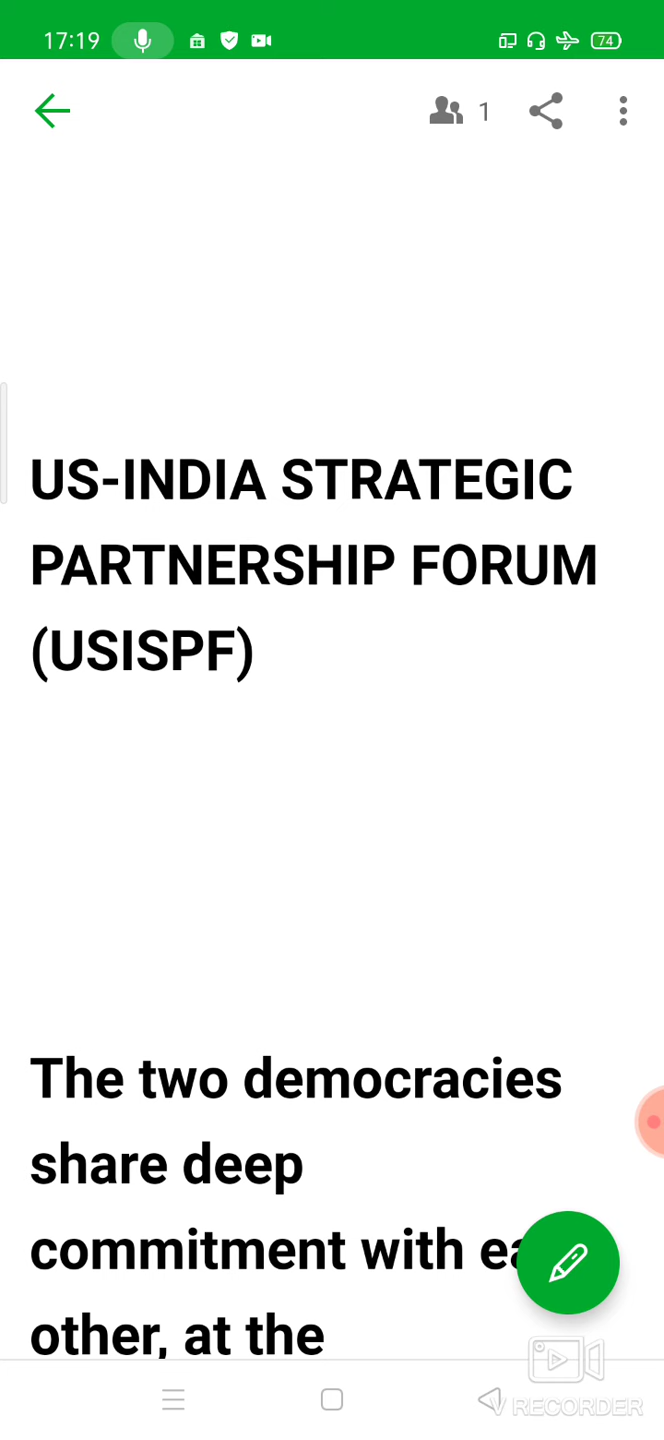 17:19
74
1
US-INDIA STRATEGIC
PARTNERSHIP FORUM
(USISPF)
The two democracies
share deep
commitment with
other, at the
V RECORDER